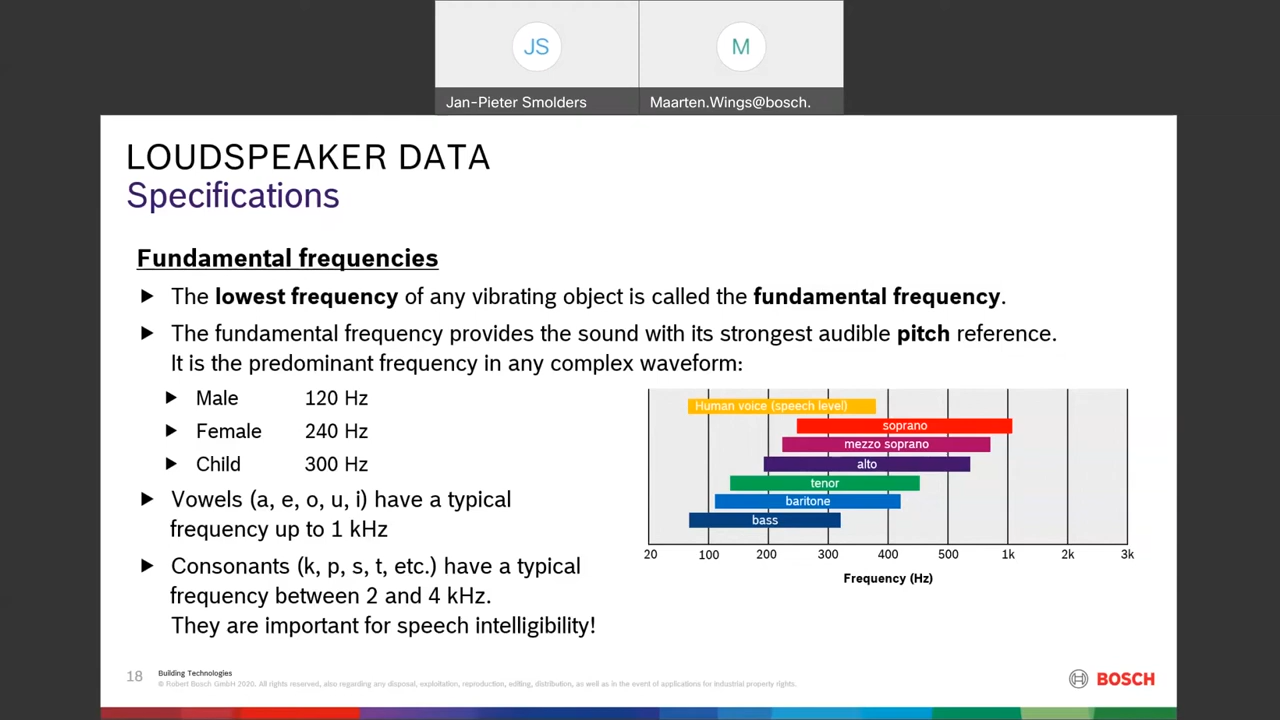 JS
M
Jan-Pieter Smolders
Maarten.Wings@bosch.
LOUDSPEAKER DATA
Specifications
Fundamental frequencies
The lowest frequency of any vibrating object is called the fundamental frequency.
The fundamental frequency provides the sound with its strongest audible pitch reference.
It is the predominant frequency in any complex waveform:
Male 120 Hz
Female 240 Hz
Child 300 Hz
Vowels (a, e, o, u, i) have a typical
frequency up to 1 kHz
Consonants (k, p, s, t, etc.) have a typical
frequency between 2 and 4 kHz.
They are important for speech intelligibility!
Human voice (speech level)
soprano
mezzo soprano
alto
tenor
baritone
bass
20 100 200 300 400 500 1k 2k 3k
Frequency (Hz)
18
Building Technologies
© Robert Bosch GmbH 2020. All rights reserved, also regarding any disposal, exploitation, reproduction, editing, distribution, as well as in the event of applications for industrial property rights.
BOSCH